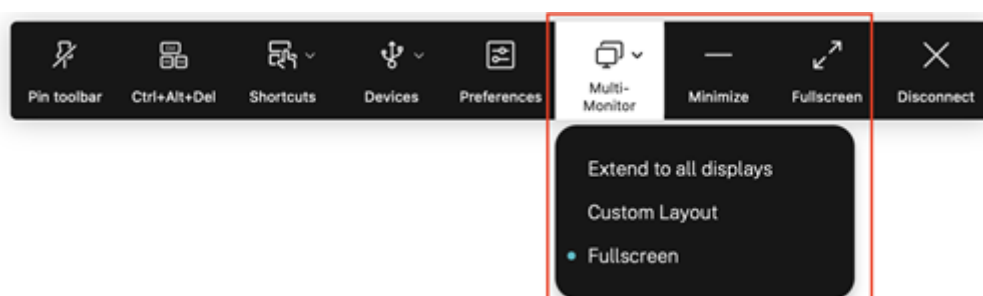 Pin toolbar
Ctrl+Alt+Del
Shortcuts
Devices
Preferences
Multi-
Monitor
Minimize
Fullscreen
Disconnect
Extend to all displays
Custom Layout
Fullscreen